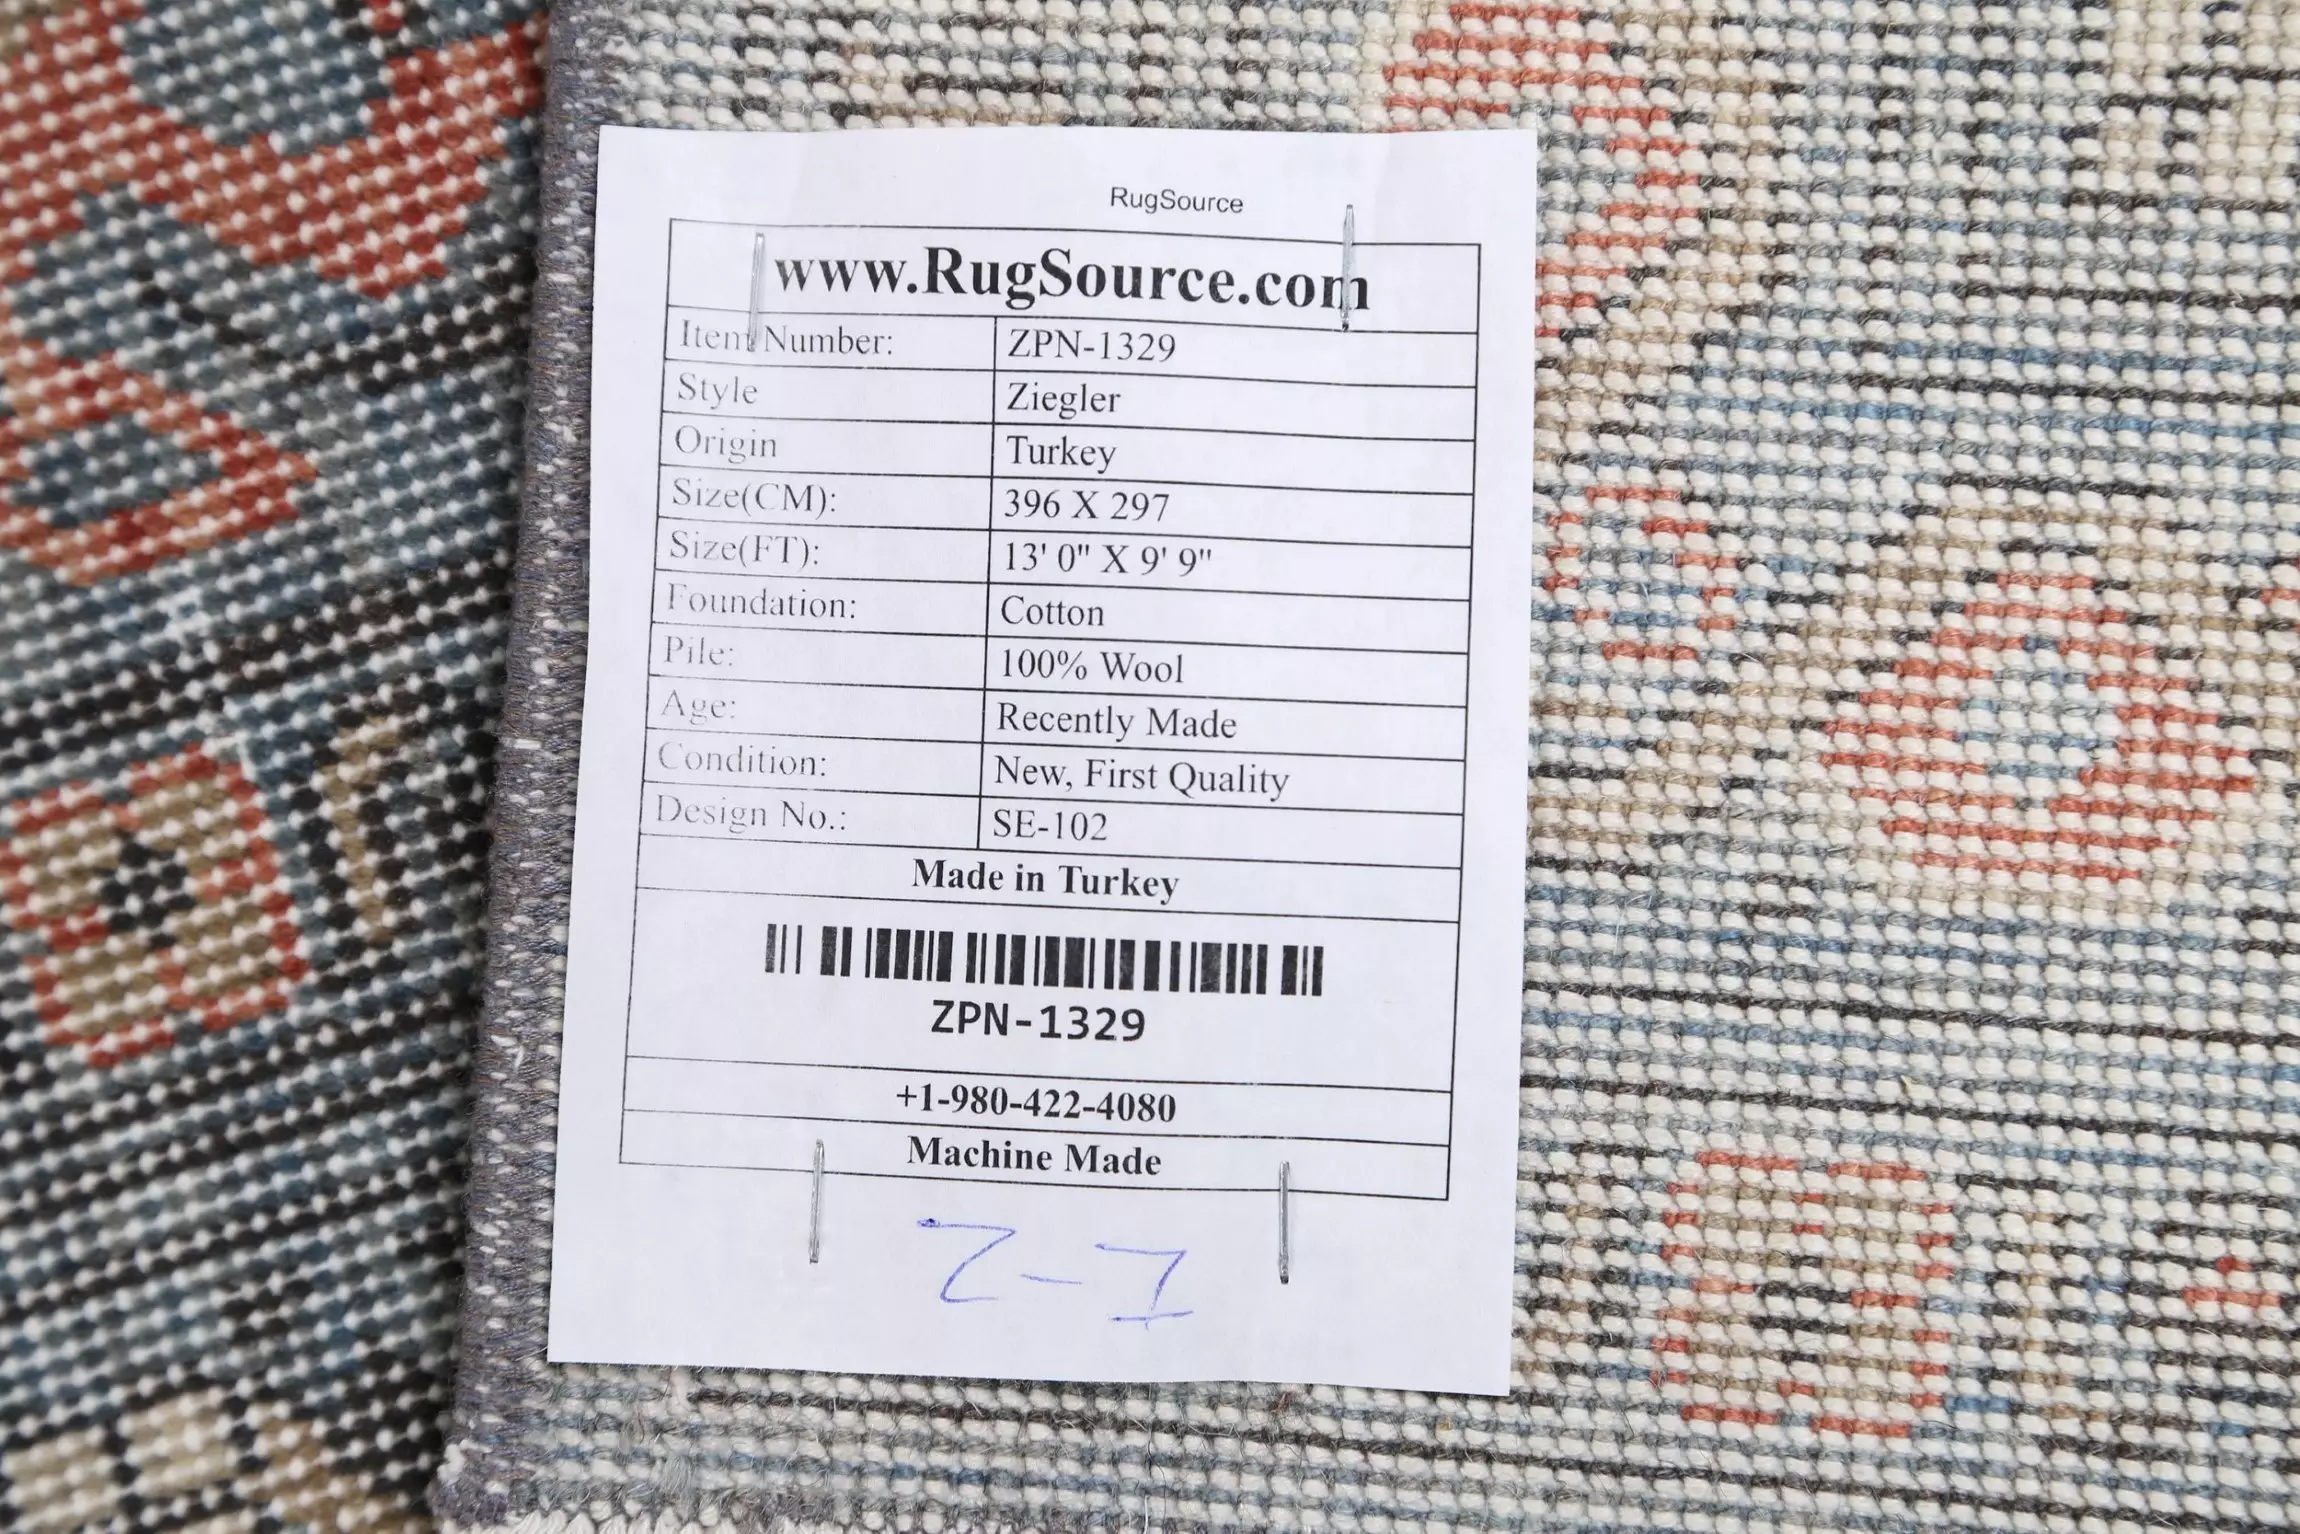 RugSource
www.RugSource.com
Item Number: ZPN-1329
Style Ziegler
Origin Turkey
Size(CM): 396 X 297
Size(FT): 13' 0" X 9' 9"
Foundation: Cotton
Pile: 100% Wool
Age: Recently Made
Condition: New, First Quality
Design No.: SE-102
Made in Turkey
ZPN-1329
+1-980-422-4080
Machine Made